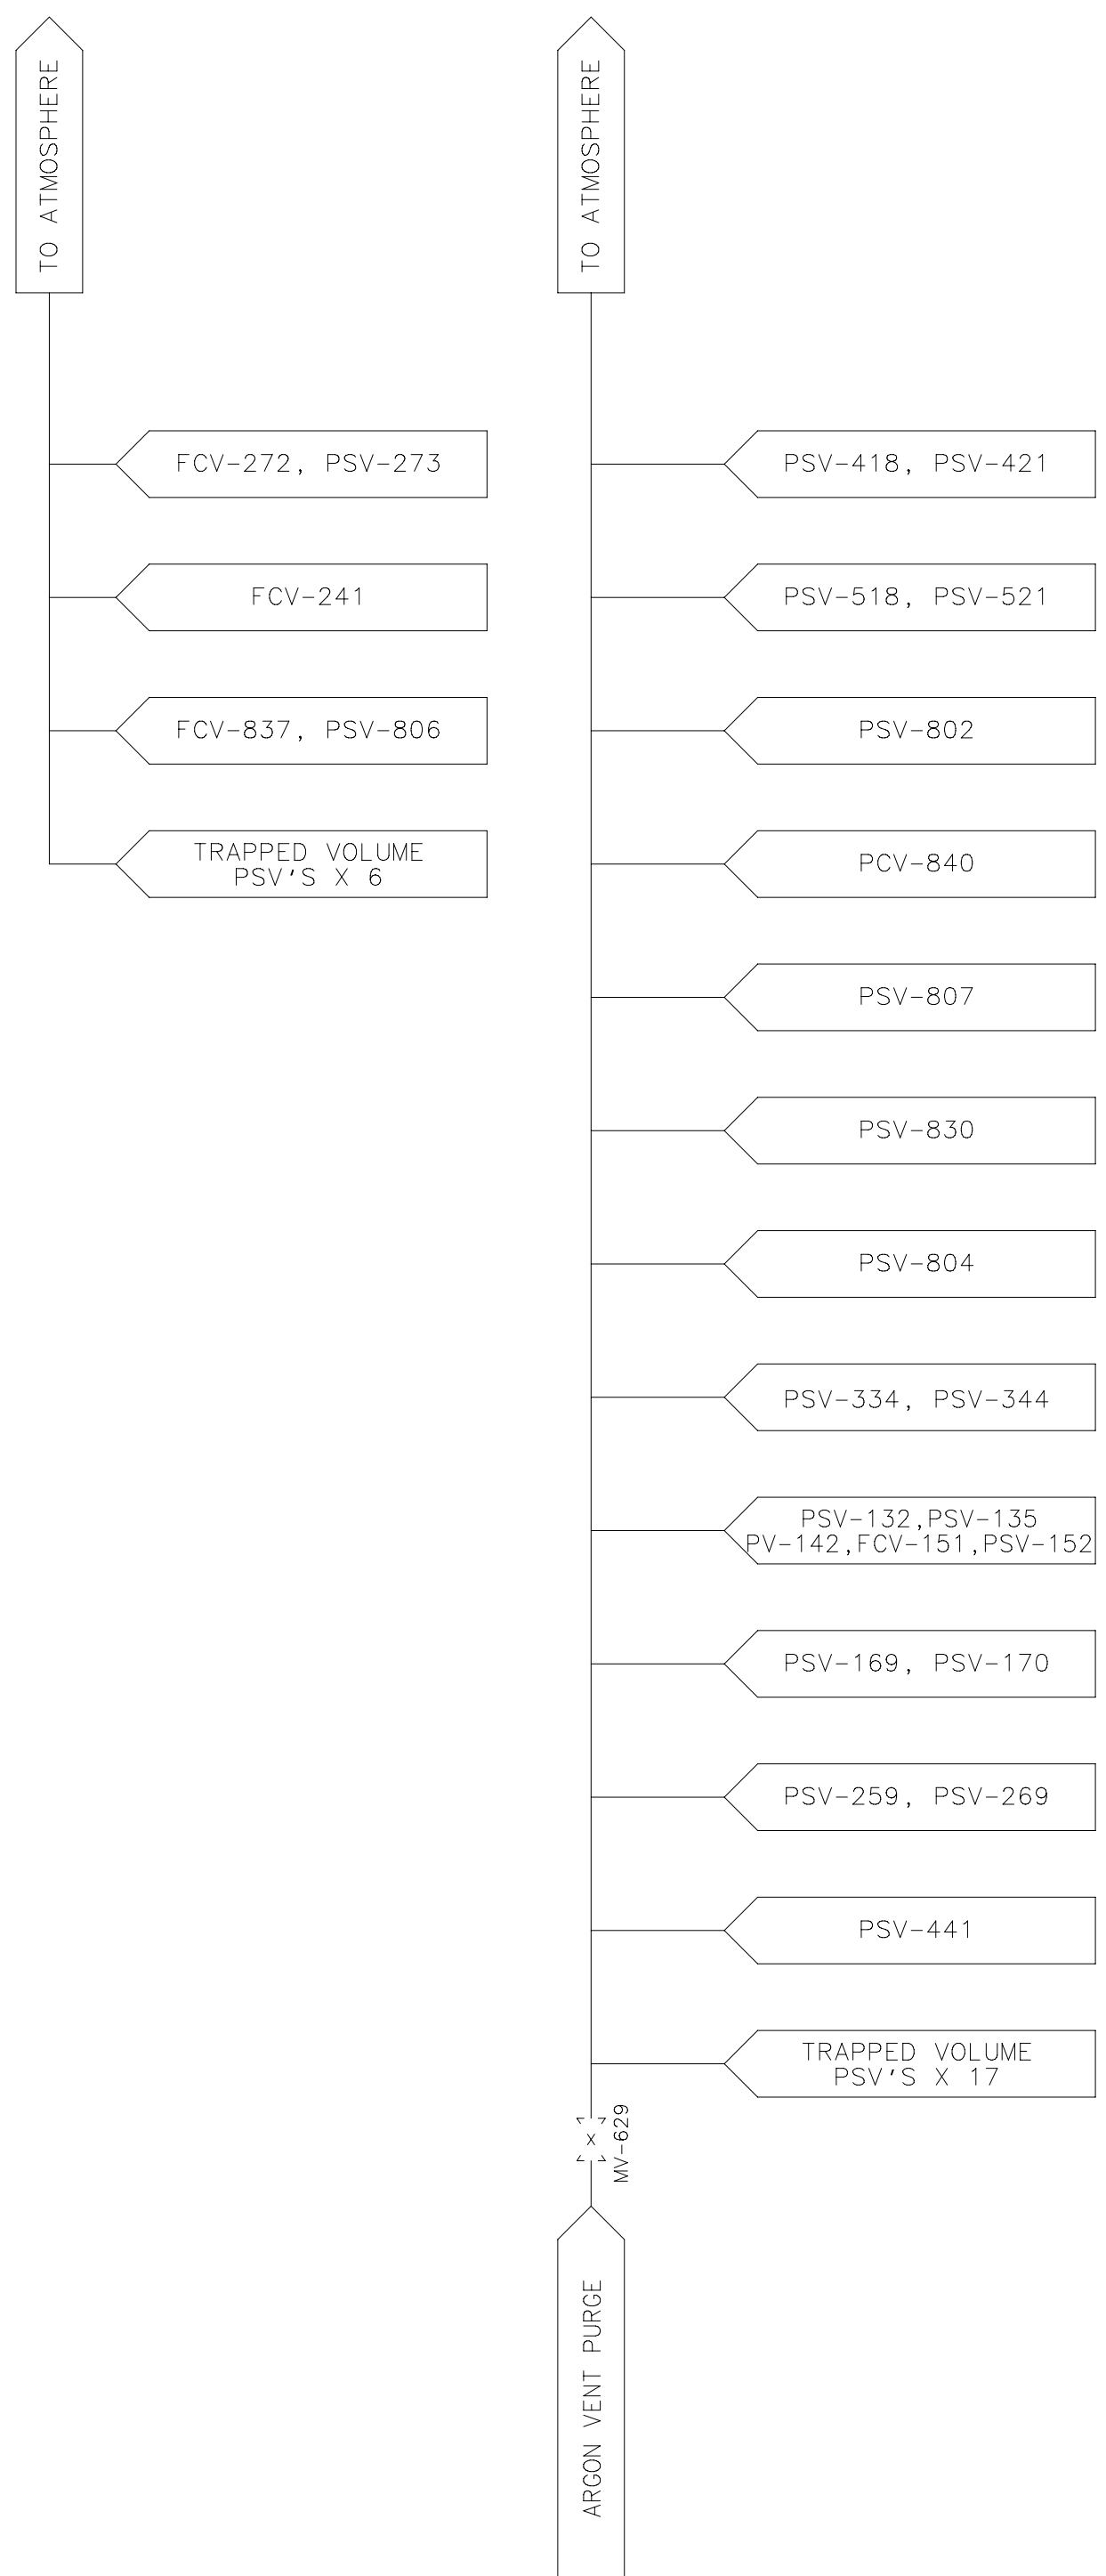 TO ATMOSPHERE
FCV-272, PSV-273
FCV-241
FCV-837, PSV-806
TRAPPED VOLUME
PSV'S X 6
TO ATMOSPHERE
PSV-418, PSV-421
PSV-518, PSV-521
PSV-802
PCV-840
PSV-807
PSV-830
PSV-804
PSV-334, PSV-344
PSV-132,PSV-135
PV-142,FCV-151,PSV-152
PSV-169, PSV-170
PSV-259, PSV-269
PSV-441
TRAPPED VOLUME
PSV'S X 17
X
MV-629
ARGON VENT PURGE